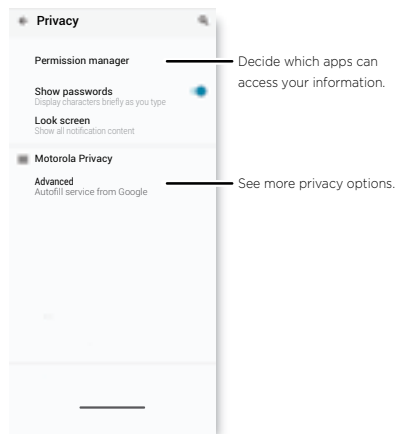 Privacy
Permission manager
Decide which apps can
access your information.
Show passwords
Display characters briefly as you type
Look screen
Show all notification content
Motorola Privacy
Advanced
Autofill service from Google
See more privacy options.